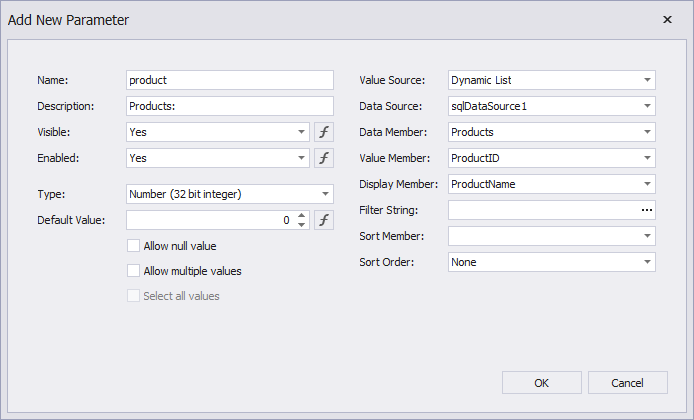 Add New Parameter
Name: product
Description: Products:
Visible: Yes
Enabled: Yes
Type: Number (32 bit integer)
Default Value: 0
Allow null value
Allow multiple values
Select all values
Value Source: Dynamic List
Data Source: sqlDataSource1
Data Member: Products
Value Member: ProductID
Display Member: ProductName
Filter String: ...
Sort Member:
Sort Order: None
OK
Cancel